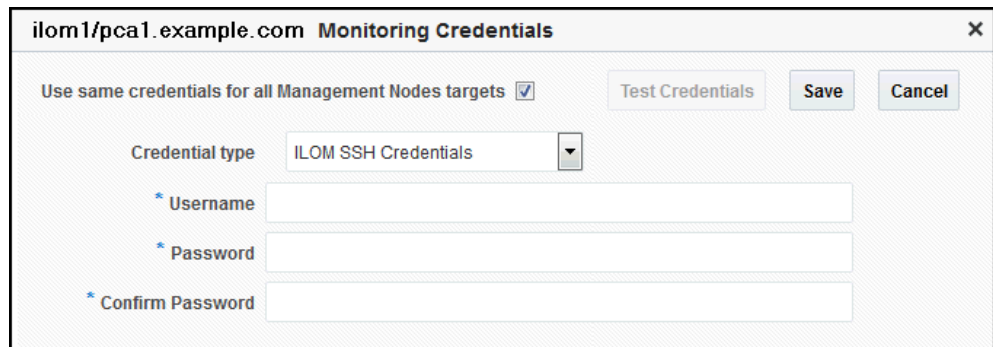 ilom1/pca1.example.com Monitoring Credentials
Use same credentials for all Management Nodes targets Test Credentials Save Cancel
Credential type ILOM SSH Credentials
* Username
* Password
* Confirm Password